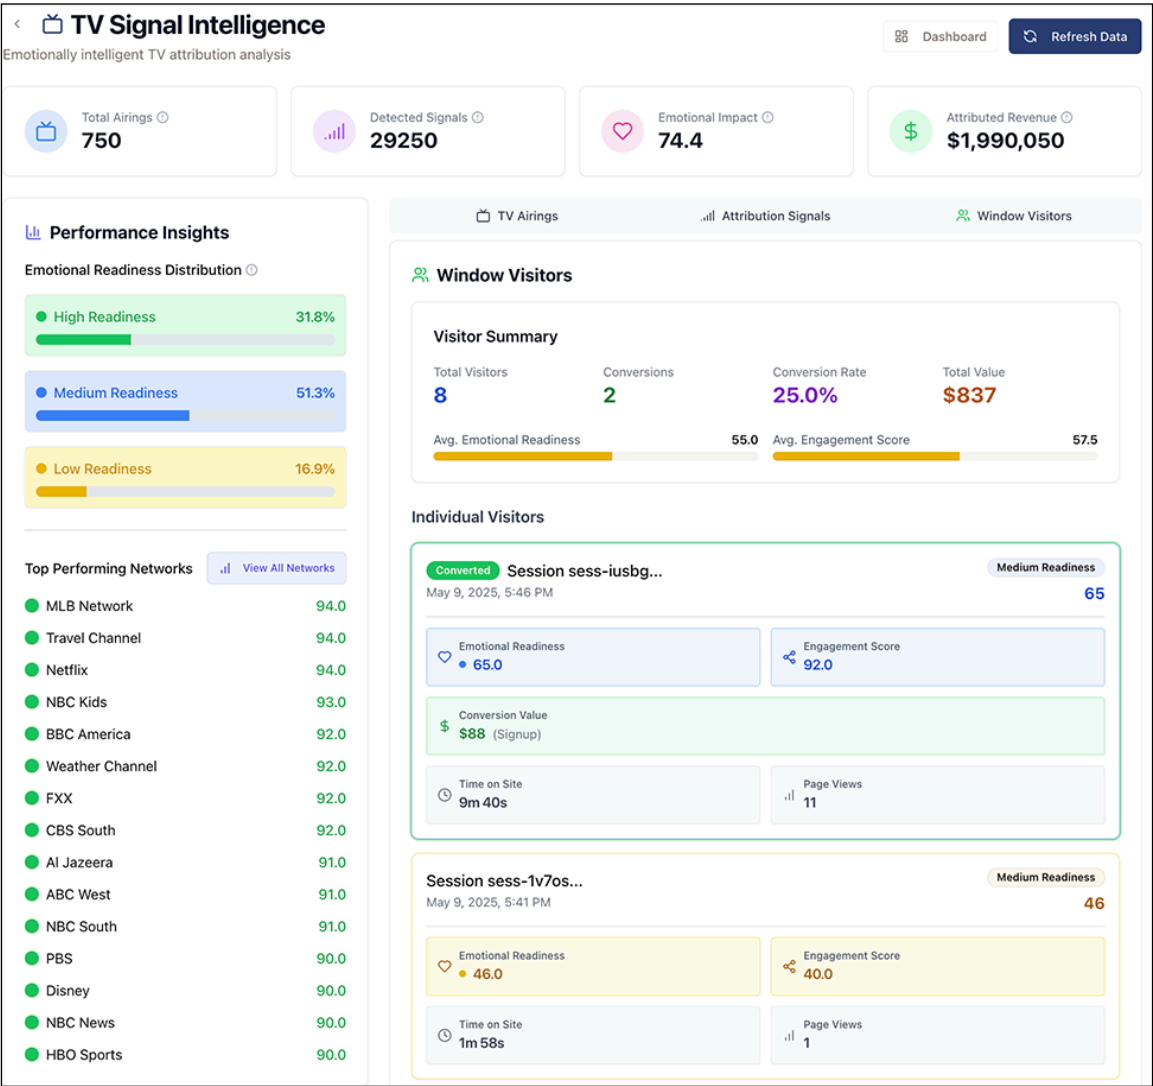 TV Signal Intelligence
Emotionally intelligent TV attribution analysis
Dashboard
Refresh Data
Total Airings
750
Detected Signals
29250
Emotional Impact
74.4
Attributed Revenue
$1,990,050
Performance Insights
Emotional Readiness Distribution
High Readiness 31.8%
Medium Readiness 51.3%
Low Readiness 16.9%
Top Performing Networks
View All Networks
MLB Network 94.0
Travel Channel 94.0
Netflix 94.0
NBC Kids 93.0
BBC America 92.0
Weather Channel 92.0
FXX 92.0
CBS South 92.0
Al Jazeera 91.0
ABC West 91.0
NBC South 91.0
PBS 90.0
Disney 90.0
NBC News 90.0
HBO Sports 90.0
TV Airings
Attribution Signals
Window Visitors
Window Visitors
Visitor Summary
Total Visitors
8
Conversions
2
Conversion Rate
25.0%
Total Value
$837
Avg. Emotional Readiness 55.0
Avg. Engagement Score 57.5
Individual Visitors
Converted Session sess-iusbg...
May 9, 2025, 5:46 PM
Medium Readiness
65
Emotional Readiness
65.0
Engagement Score
92.0
Conversion Value
$88 (Signup)
Time on Site
9m 40s
Page Views
11
Session sess-1v7os...
May 9, 2025, 5:41 PM
Medium Readiness
46
Emotional Readiness
46.0
Engagement Score
40.0
Time on Site
1m 58s
Page Views
1